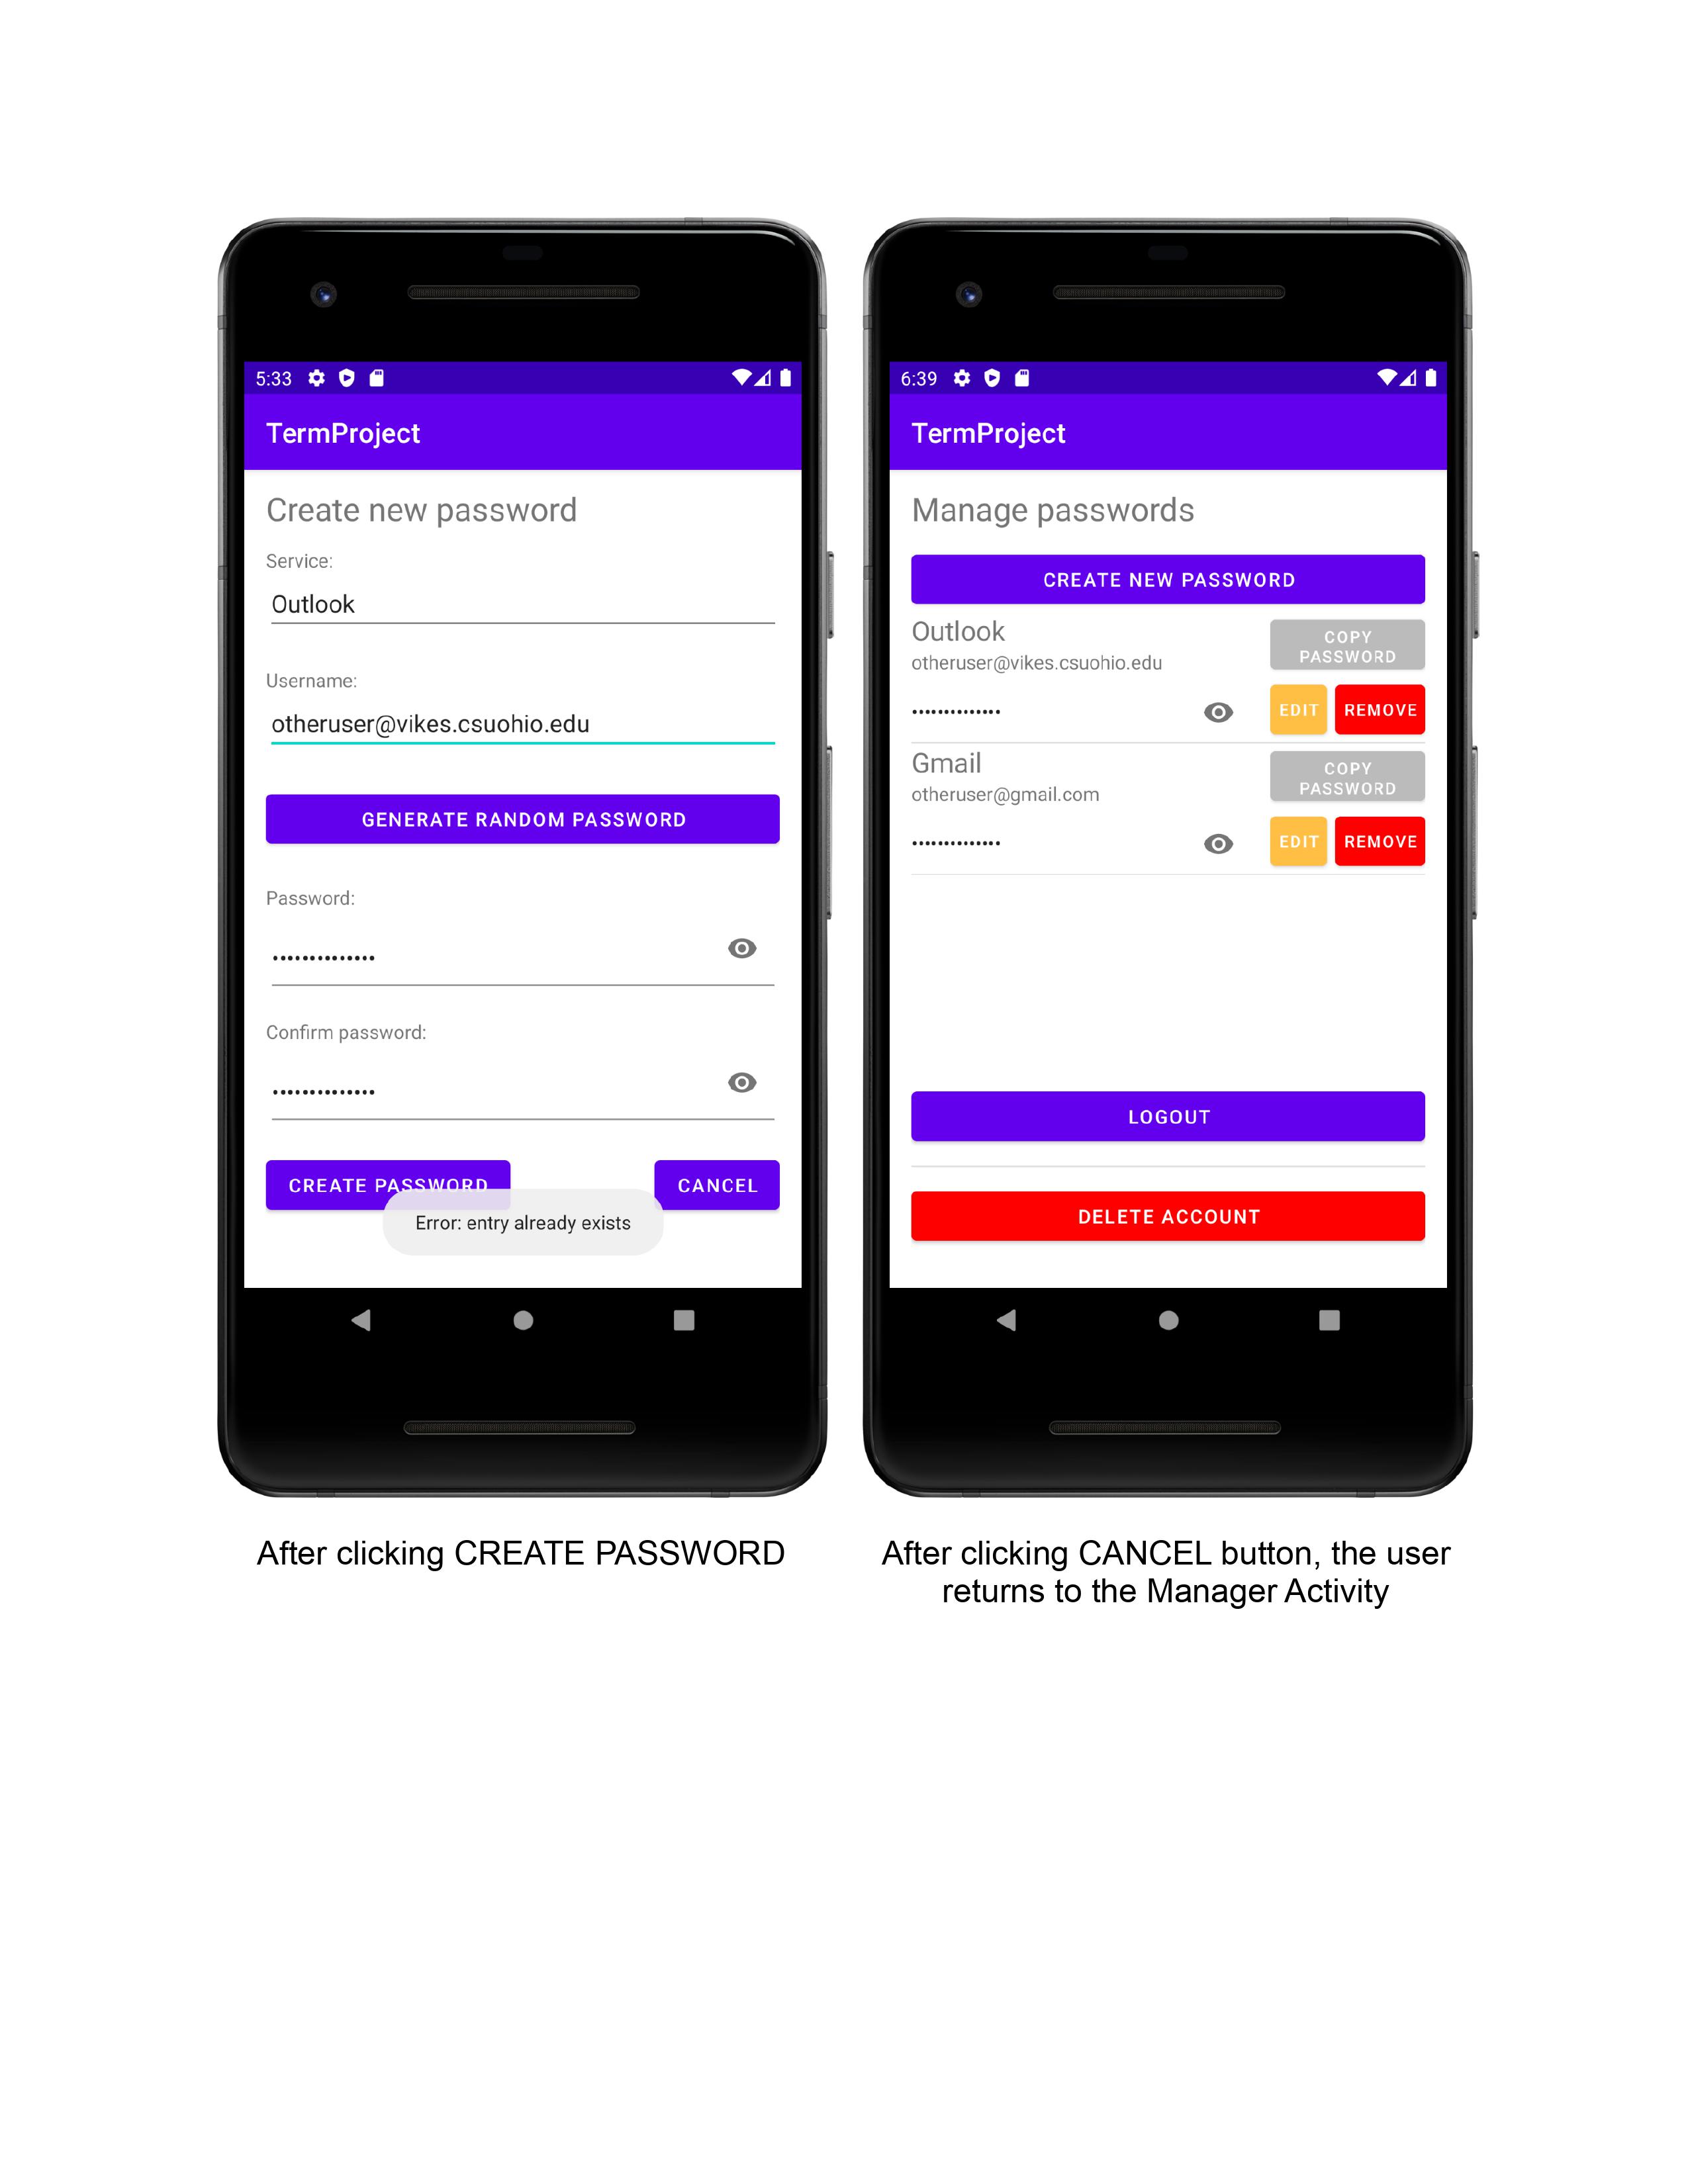 5:33
TermProject
Create new password
Service:
Outlook
Username:
otheruser@vikes.csuohio.edu
GENERATE RANDOM PASSWORD
Password:
••••••••••••••
Confirm password:
••••••••••••••
CREATE PASSWORD
CANCEL
Error: entry already exists
After clicking CREATE PASSWORD
6:39
TermProject
Manage passwords
CREATE NEW PASSWORD
Outlook
COPY
PASSWORD
otheruser@vikes.csuohio.edu
••••••••••••••
EDIT
REMOVE
Gmail
COPY
PASSWORD
otheruser@gmail.com
••••••••••••••
EDIT
REMOVE
LOGOUT
DELETE ACCOUNT
After clicking CANCEL button, the user
returns to the Manager Activity